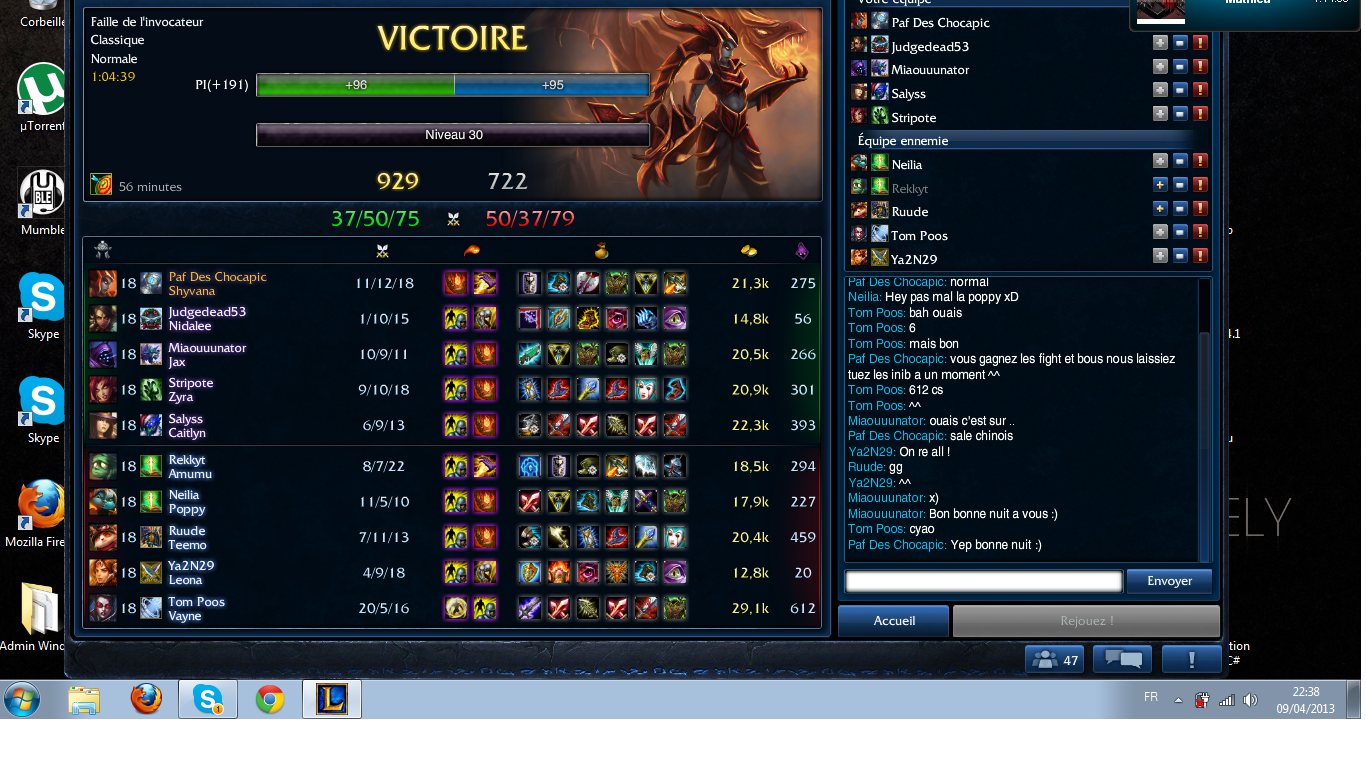 Corbeille
µTorrent
Mumble
Skype
Skype
Mozilla Fire
Admin Wind
Faille de l'invocateur
Classique
Normale
1:04:39
VICTOIRE
PI(+191)
+96
+95
Niveau 30
56 minutes
929
722
37/50/75
50/37/79
18 Paf Des Chocapic 11/12/18 21,3k 275
Shyvana
18 Judgedead53 1/10/15 14,8k 56
Nidalee
18 Miaouuunator 10/9/11 20,5k 266
Jax
18 Stripote 9/10/18 20,9k 301
Zyra
18 Salyss 6/9/13 22,3k 393
Caitlyn
18 Rekkyt 8/7/22 18,5k 294
Amumu
18 Neilia 11/5/10 17,9k 227
Poppy
18 Ruude 7/11/13 20,4k 459
Teemo
18 Ya2N29 4/9/18 12,8k 20
Leona
18 Tom Poos 20/5/16 29,1k 612
Vayne
Votre équipe
Paf Des Chocapic
Judgedead53
Miaouuunator
Salyss
Stripote
Équipe ennemie
Neilia
Rekkyt
Ruude
Tom Poos
Ya2N29
Paf Des Chocapic: normal
Neilia: Hey pas mal la poppy xD
Tom Poos: bah ouais
Tom Poos: 6
Tom Poos: mais bon
Paf Des Chocapic: vous gagnez les fight et bous nous laissiez
tuez les inib a un moment ^^
Tom Poos: 612 cs
Tom Poos: ^^
Miaouuunator: ouais c'est sur ..
Paf Des Chocapic: sale chinois
Ya2N29: On re all !
Ruude: gg
Ya2N29: ^^
Miaouuunator: x)
Miaouuunator: Bon bonne nuit a vous :)
Tom Poos: cyao
Paf Des Chocapic: Yep bonne nuit :)
Envoyer
Accueil
Rejouez !
47
Mathieu
4.1
ELY
tion
C#
FR
22:38
09/04/2013